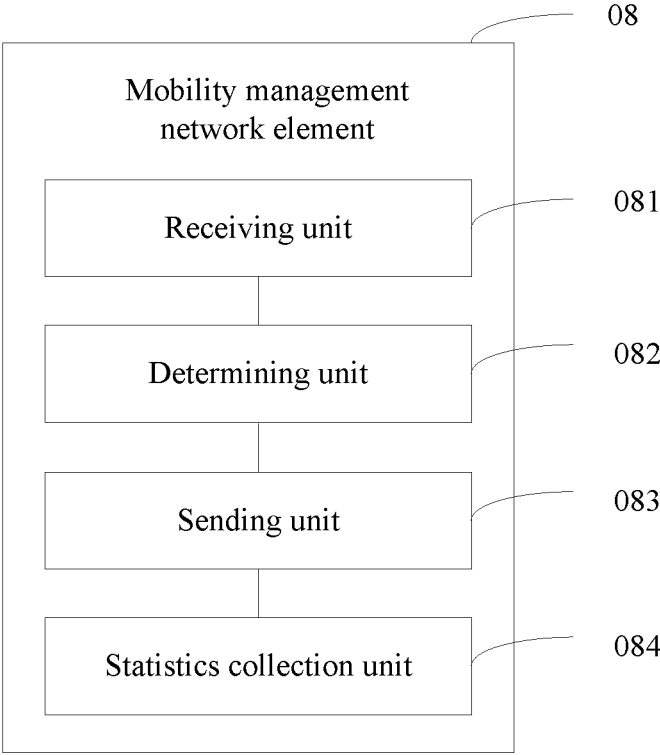 08
Mobility management
network element
Receiving unit
081
Determining unit
082
Sending unit
083
Statistics collection unit
084